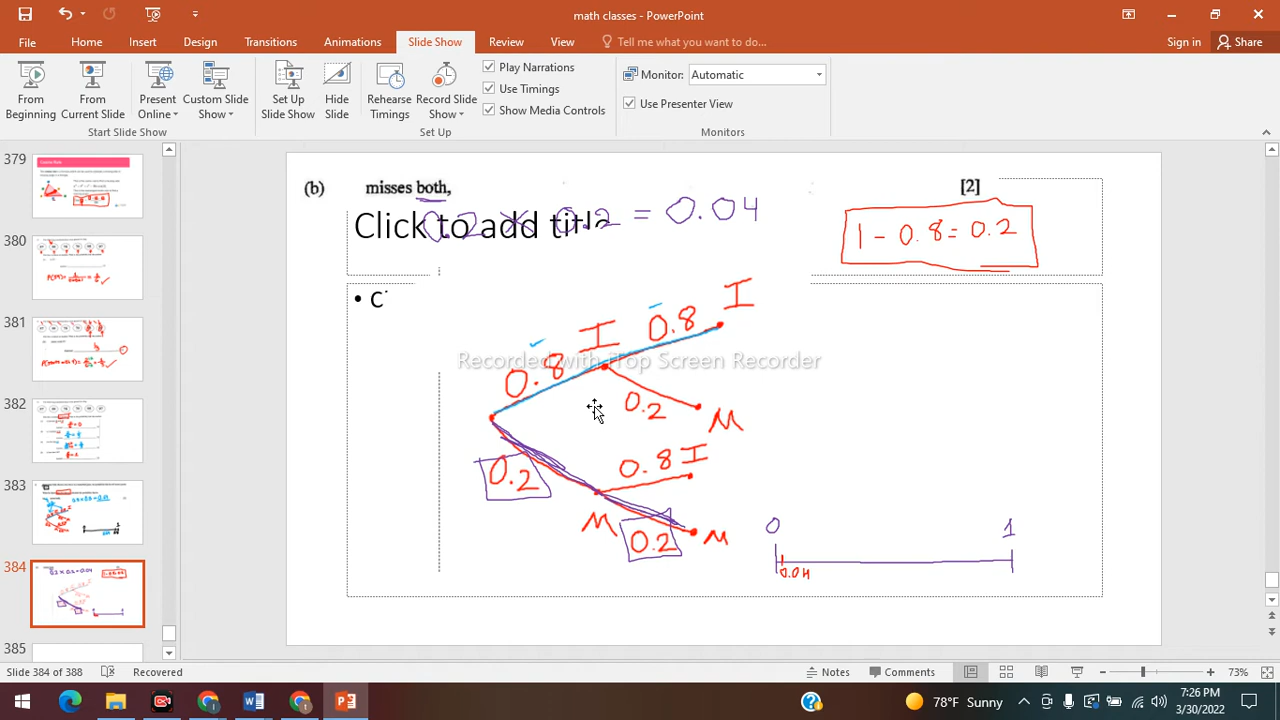 math classes - PowerPoint
File Home Insert Design Transitions Animations Slide Show Review View Tell me what you want to do... Sign in Share
From Beginning
From Current Slide
Present Online
Custom Slide Show
Set Up Slide Show
Hide Slide
Rehearse Timings
Record Slide Show
Play Narrations
Use Timings
Show Media Controls
Monitor: Automatic
Use Presenter View
Start Slide Show Set Up Monitors
379
380
381
382
383
384
385
(b) misses both, [2]
Click to add title
0.2 × 0.2 = 0.04
1 - 0.8 = 0.2
• C
I
0.8
I
0.8
Recorded with iTop Screen Recorder
0.2
M
0.8 I
0.2
M
0.2
M
0 1
0.04
Slide 384 of 388 Recovered Notes Comments 73%
78°F Sunny
7:26 PM
3/30/2022